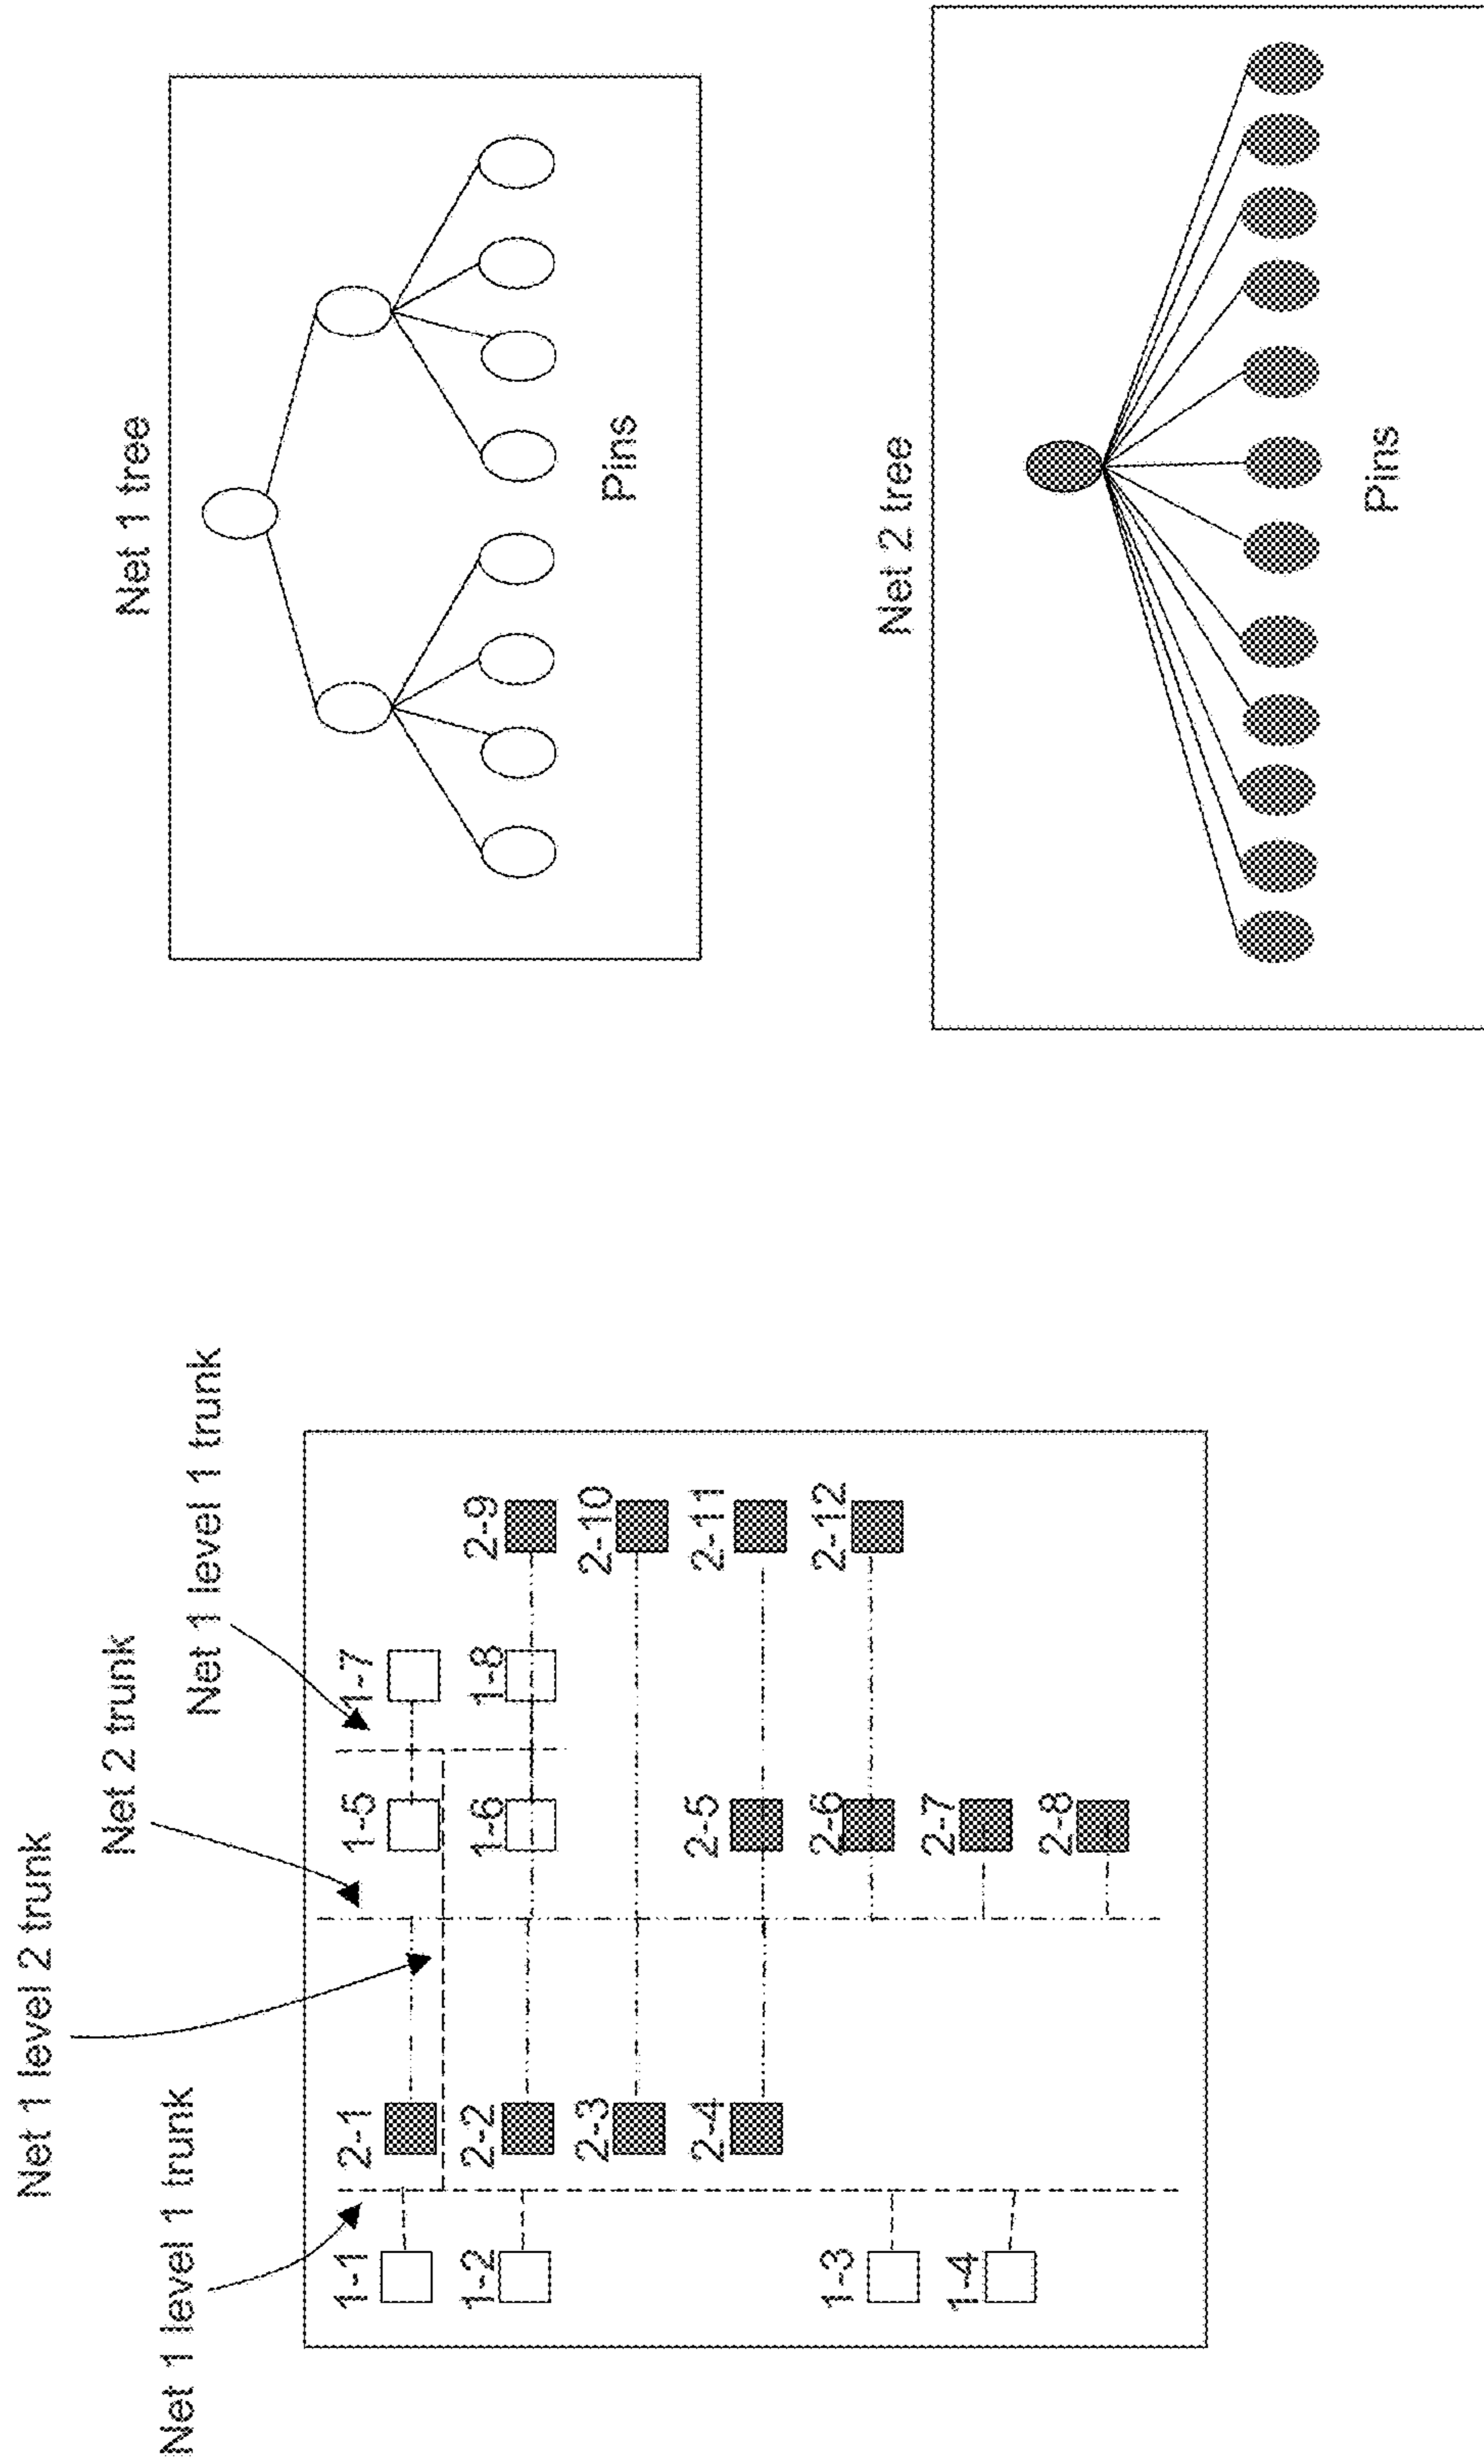 Net 1 level 1 trunk
Net 1 level 2 trunk
Net 2 trunk
Net 1 level 1 trunk
1-1
2-1
1-5
1-7
1-2
2-2
1-6
1-8
2-9
2-3
2-10
2-4
2-5
2-11
1-3
2-6
2-12
1-4
2-7
2-8
Net 1 tree
Pins
Net 2 tree
Pins